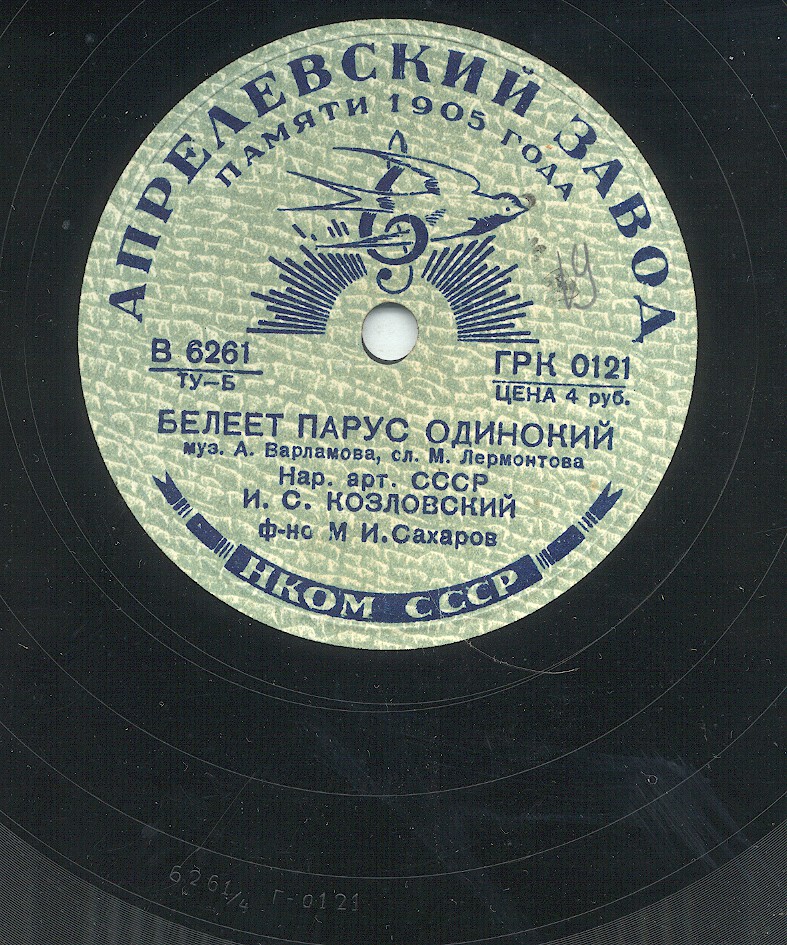 АПРЕЛЕВСКИЙ ЗАВОД
ПАМЯТИ 1905 ГОДА
В 6261
ТУ—Б
ГРК 0121
ЦЕНА 4 руб.
БЕЛЕЕТ ПАРУС ОДИНОКИЙ
муз. А. Варламова, сл. М. Лермонтова
Нар. арт. СССР
И. С. КОЗЛОВСКИЙ
ф-но М И. Сахаров
НКОМ СССР
6261/4 Г-0121